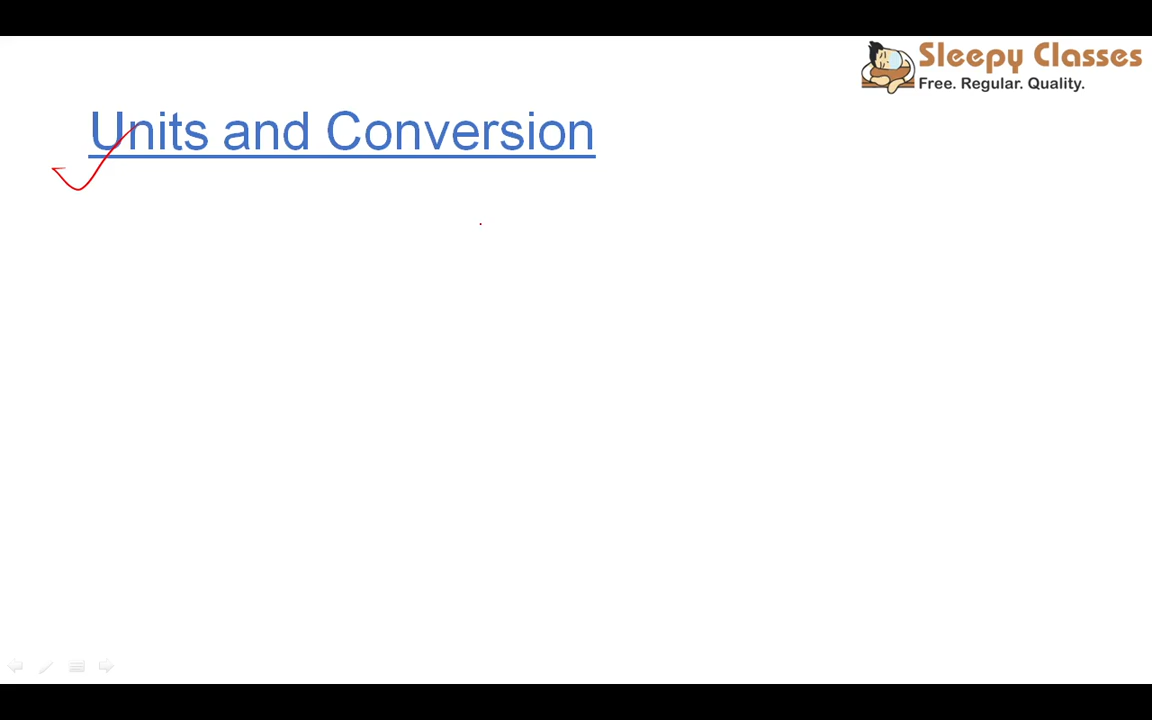 Sleepy Classes
Free. Regular. Quality.
Units and Conversion